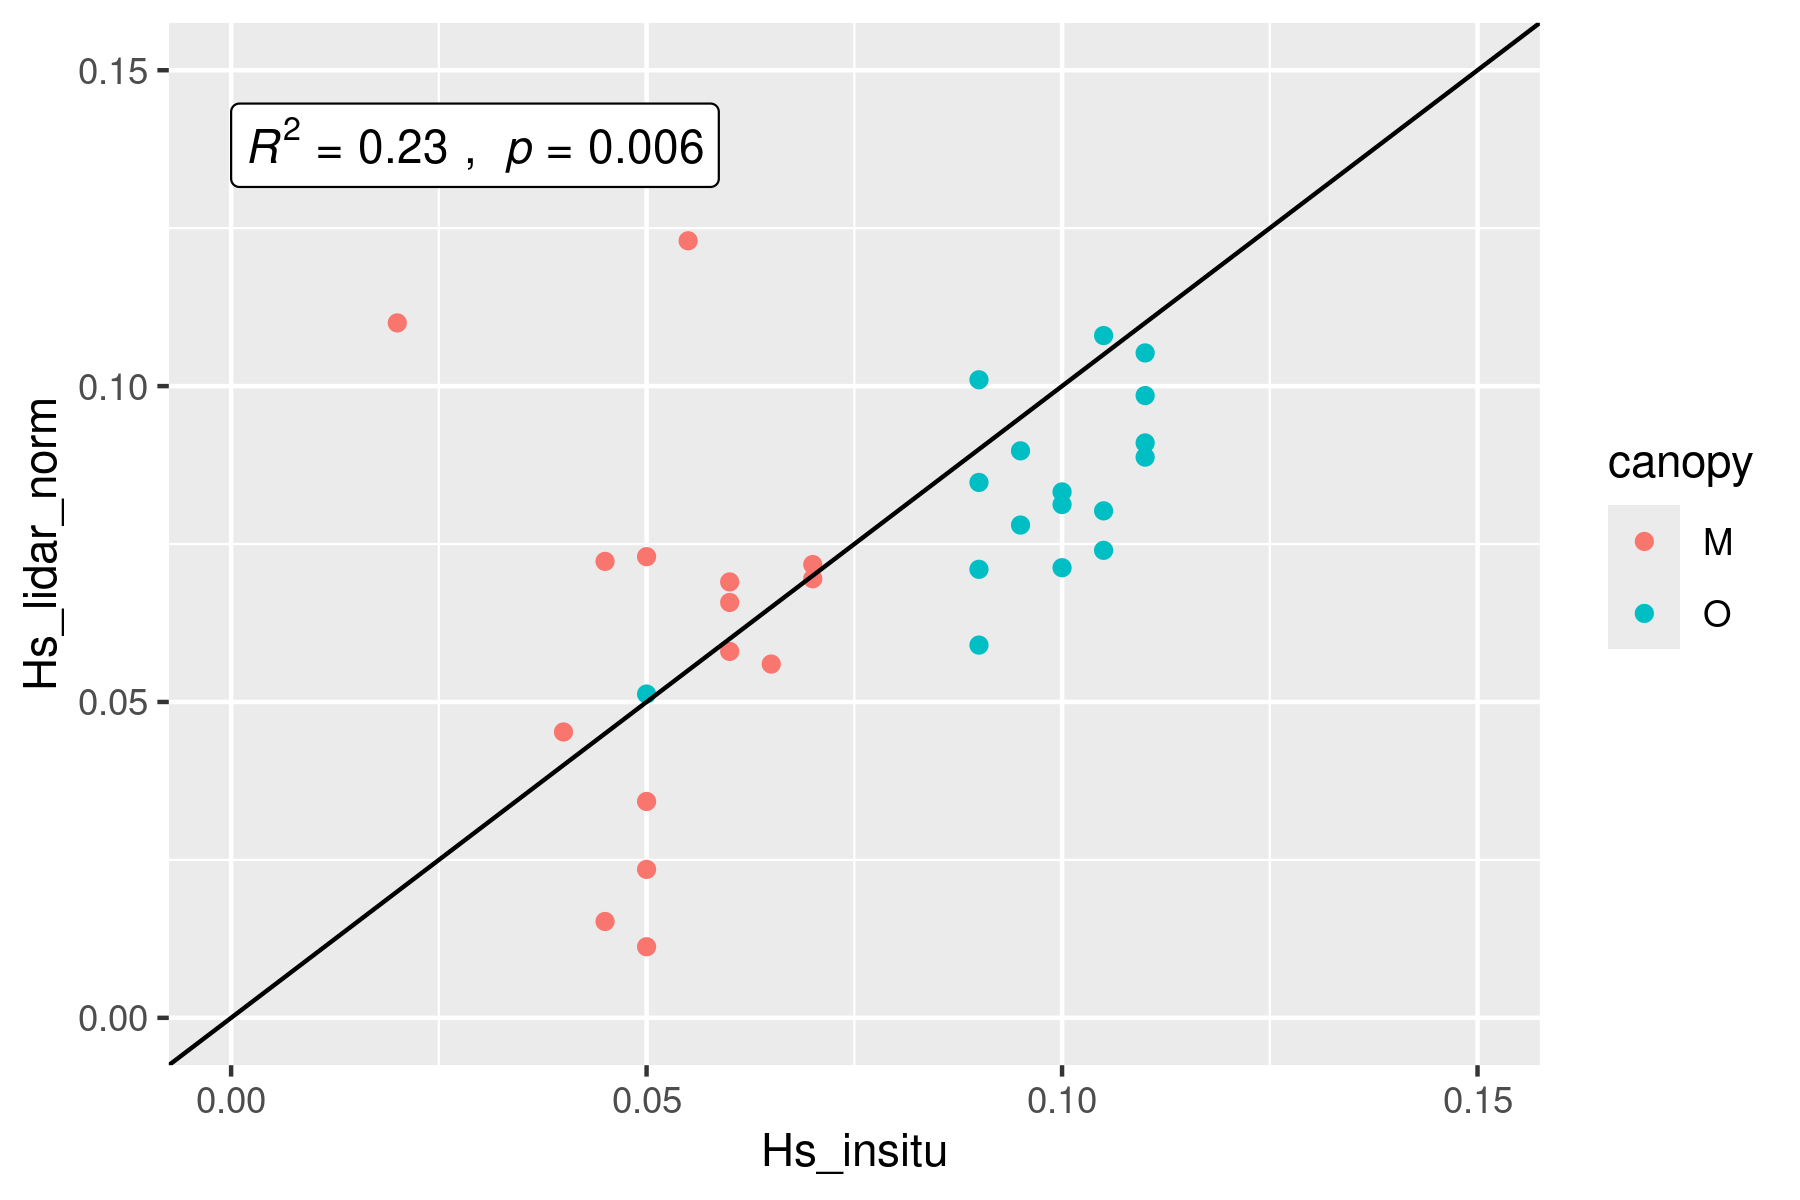 0.15
R² = 0.23 , p = 0.006
0.10
Hs_lidar_norm
0.05
0.00
0.00 0.05 0.10 0.15
Hs_insitu
canopy
M
O